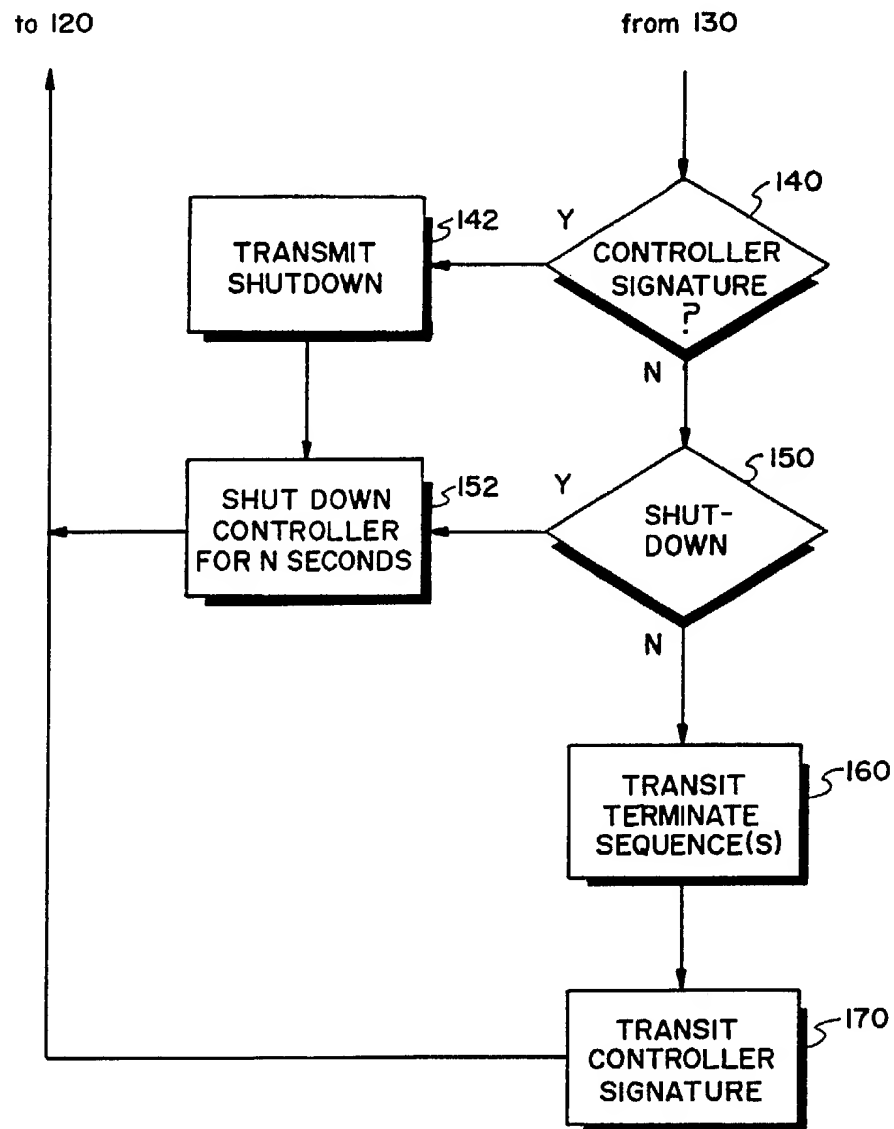 to 120
from 130
140
Y
CONTROLLER
SIGNATURE
?
N
142
TRANSMIT
SHUTDOWN
150
Y
SHUT-
DOWN
N
152
SHUT DOWN
CONTROLLER
FOR N SECONDS
160
TRANSIT
TERMINATE
SEQUENCE(S)
170
TRANSIT
CONTROLLER
SIGNATURE